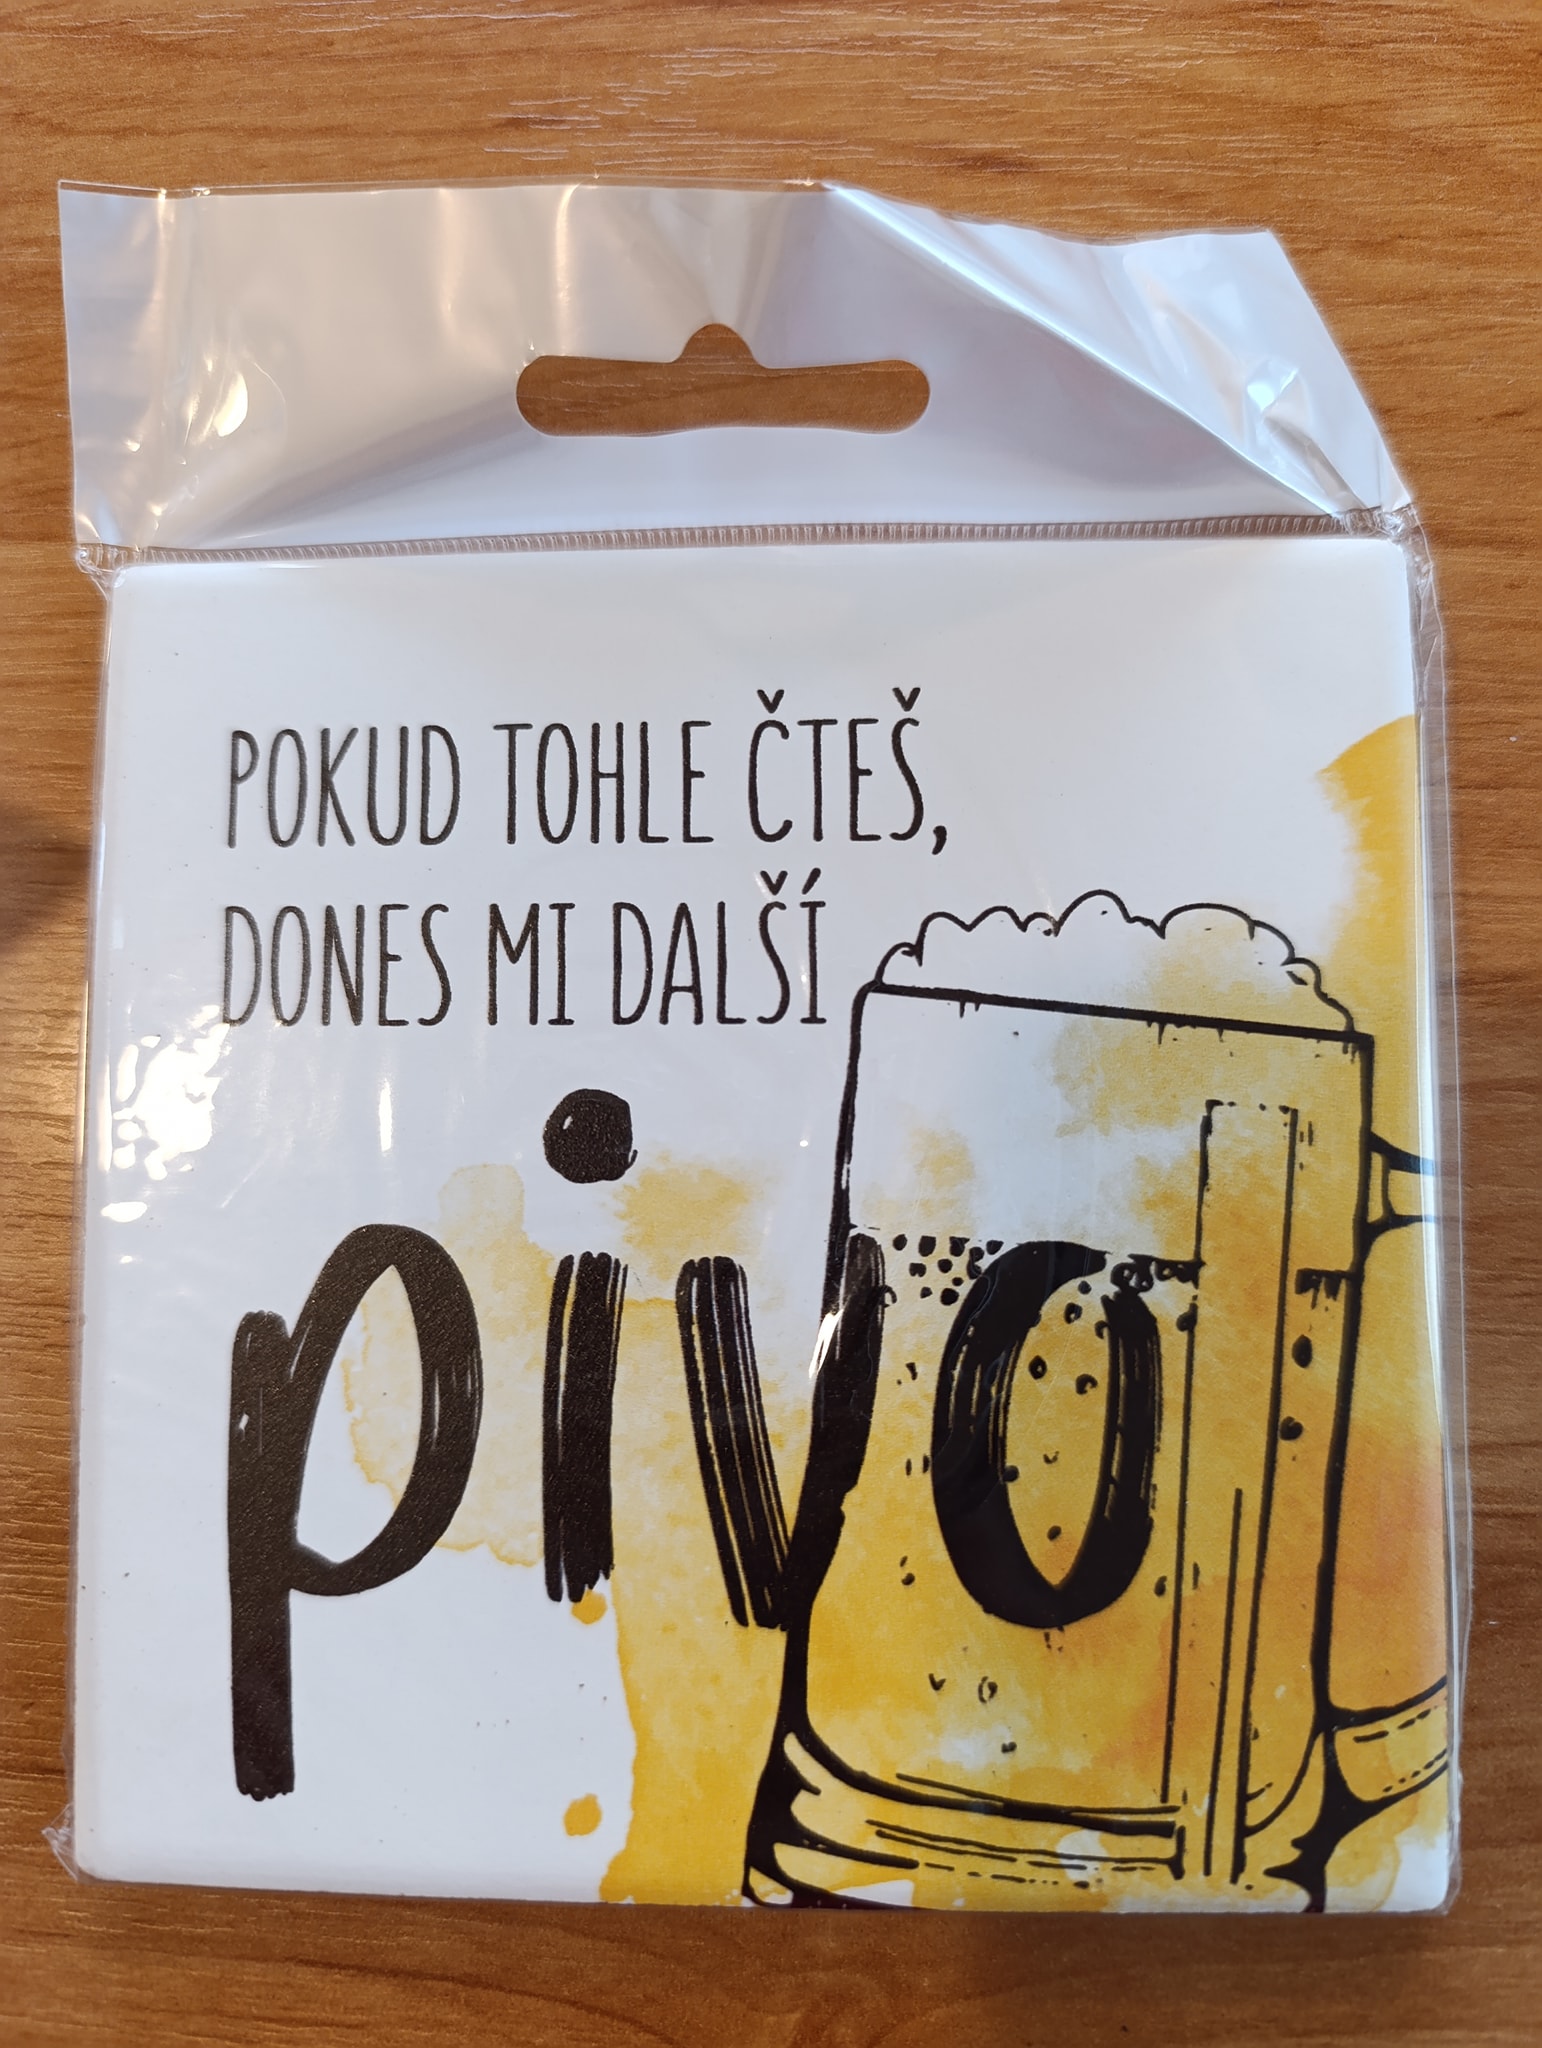 POKUD TOHLE ČTEŠ,
DONES MI DALŠÍ
pivo